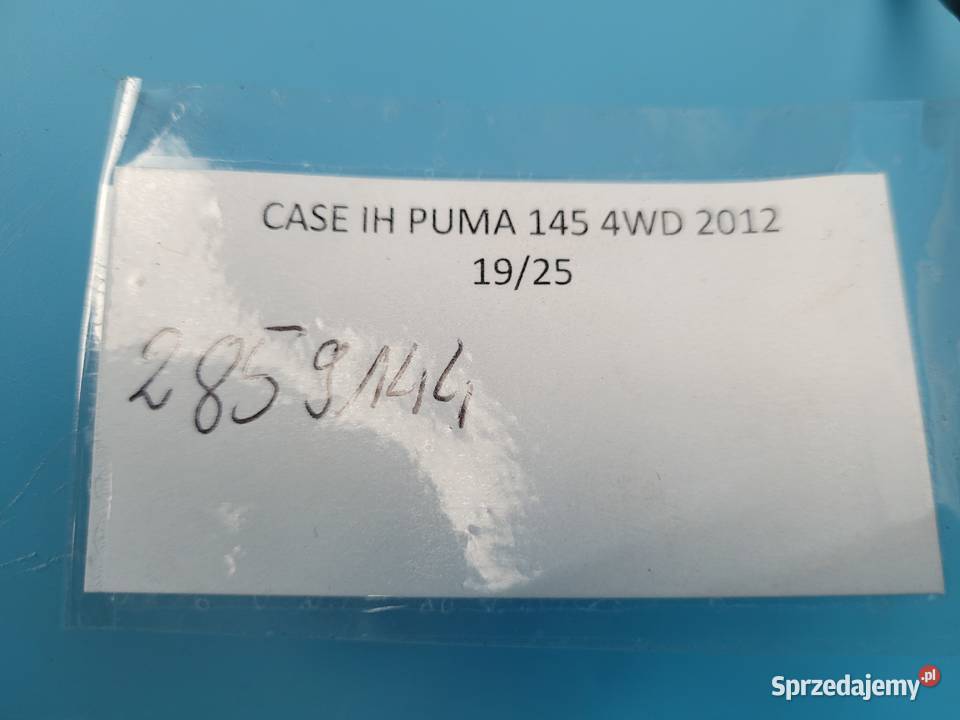 CASE IH PUMA 145 4WD 2012
19/25
2859144
Sprzedajemy.pl